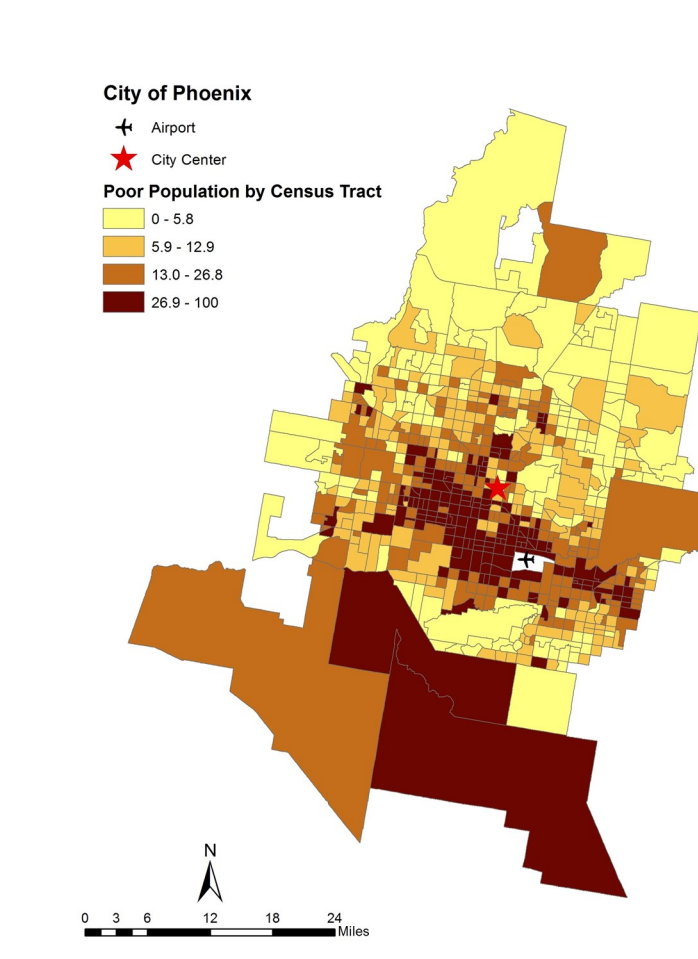 City of Phoenix
Airport
City Center
Poor Population by Census Tract
0 - 5.8
5.9 - 12.9
13.0 - 26.8
26.9 - 100
N
0 3 6 12 18 24
Miles